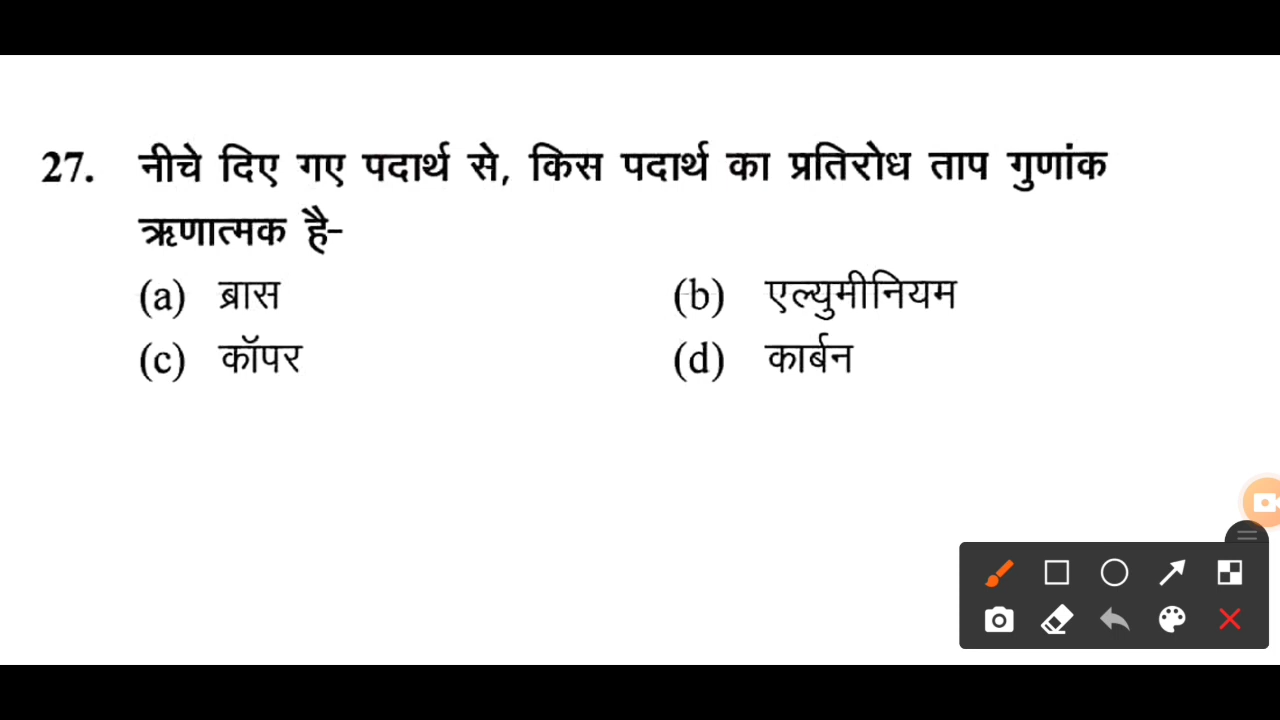 27. नीचे दिए गए पदार्थ से, किस पदार्थ का प्रतिरोध ताप गुणांक
ऋणात्मक है-
(a) ब्रास (b) एल्युमीनियम
(c) कॉपर (d) कार्बन